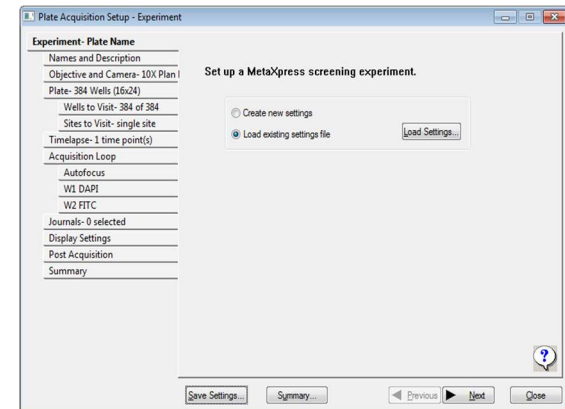 Plate Acquisition Setup - Experiment
Experiment- Plate Name
Names and Description
Objective and Camera- 10X Plan
Plate- 384 Wells (16x24)
Wells to Visit- 384 of 384
Sites to Visit- single site
Timelapse- 1 time point(s)
Acquisition Loop
Autofocus
W1 DAPI
W2 FITC
Journals- 0 selected
Display Settings
Post Acquisition
Summary
Set up a MetaXpress screening experiment.
Create new settings
Load existing settings file
Load Settings...
?
Save Settings... Summary... Previous Next Close